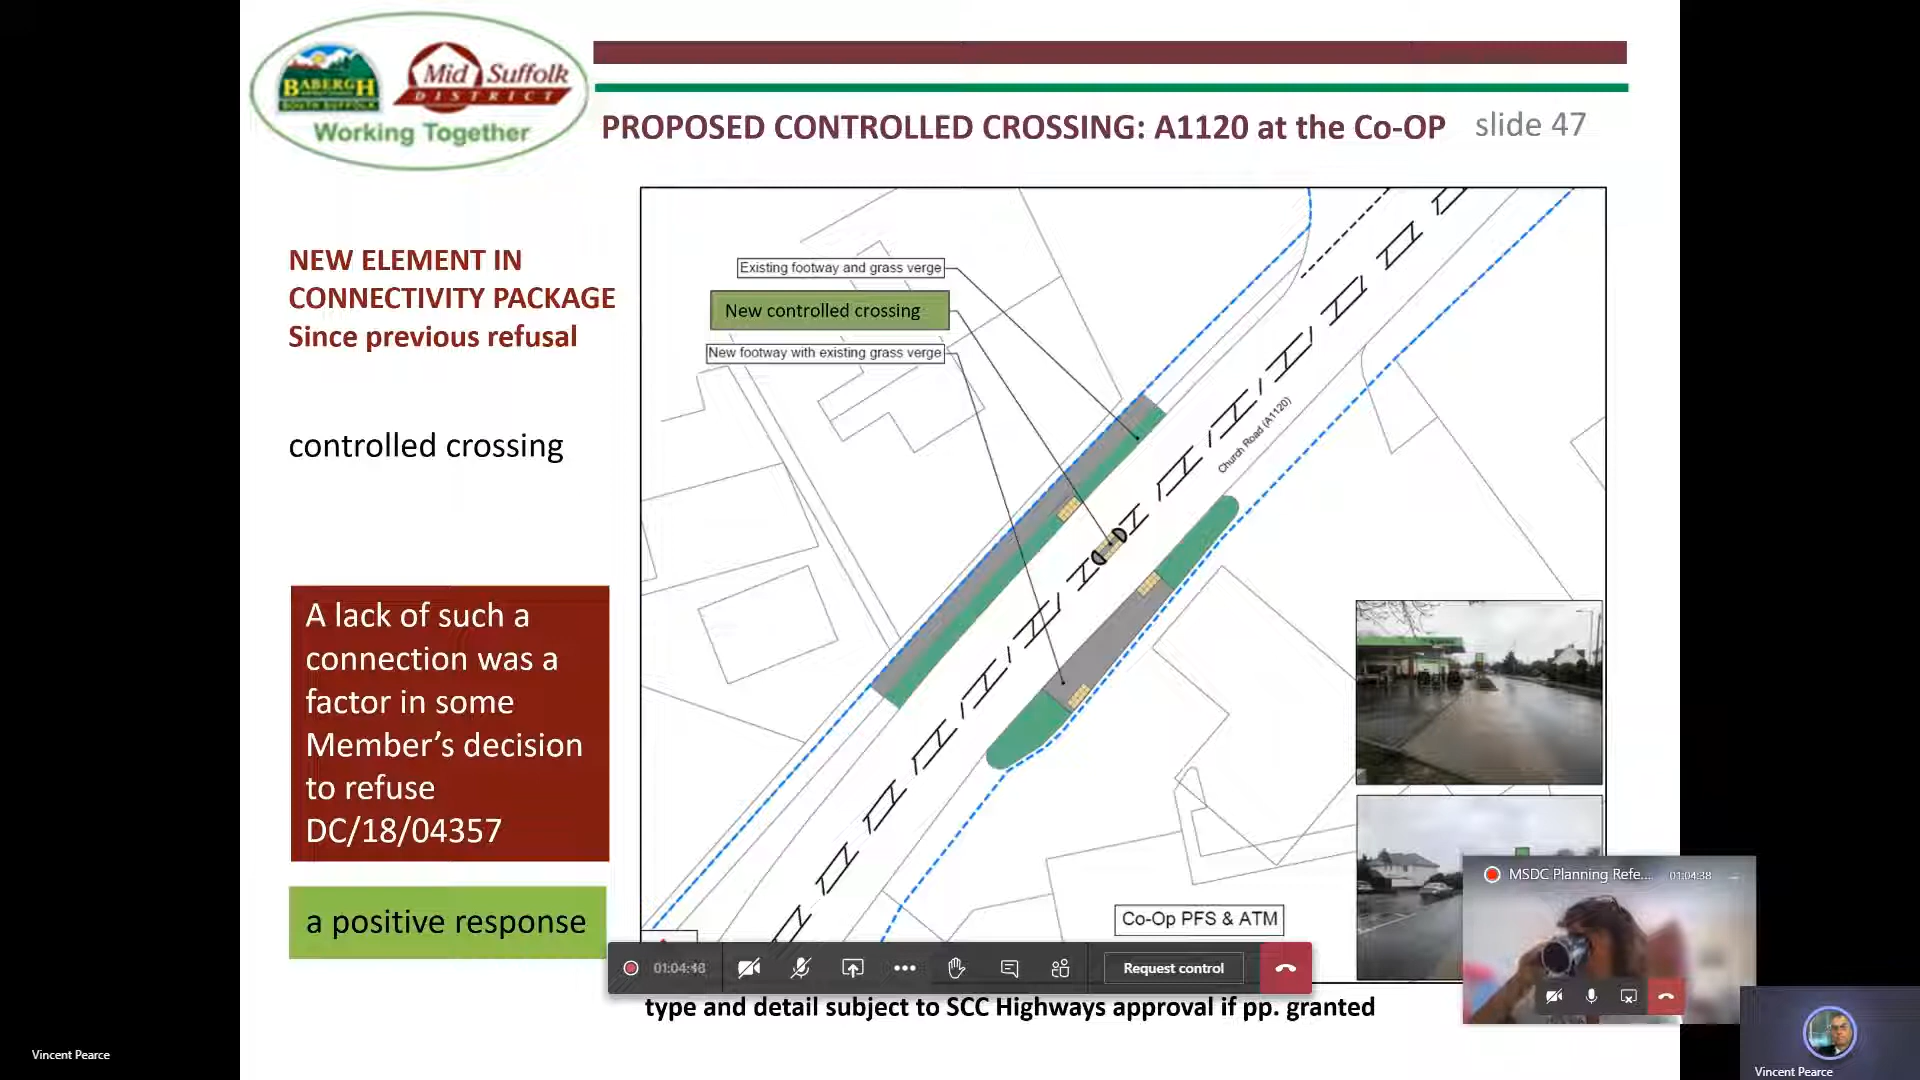 BABERGH
SOUTH SUFFOLK
Mid Suffolk
DISTRICT
Working Together
PROPOSED CONTROLLED CROSSING: A1120 at the Co-OP
slide 47
NEW ELEMENT IN
CONNECTIVITY PACKAGE
Since previous refusal
controlled crossing
A lack of such a
connection was a
factor in some
Member’s decision
to refuse
DC/18/04357
a positive response
Existing footway and grass verge
New controlled crossing
New footway with existing grass verge
Church Road (A1120)
Co-Op PFS & ATM
MSDC Planning Refe...
01:04:38
Request control
type and detail subject to SCC Highways approval if pp. granted
Vincent Pearce
Vincent Pearce